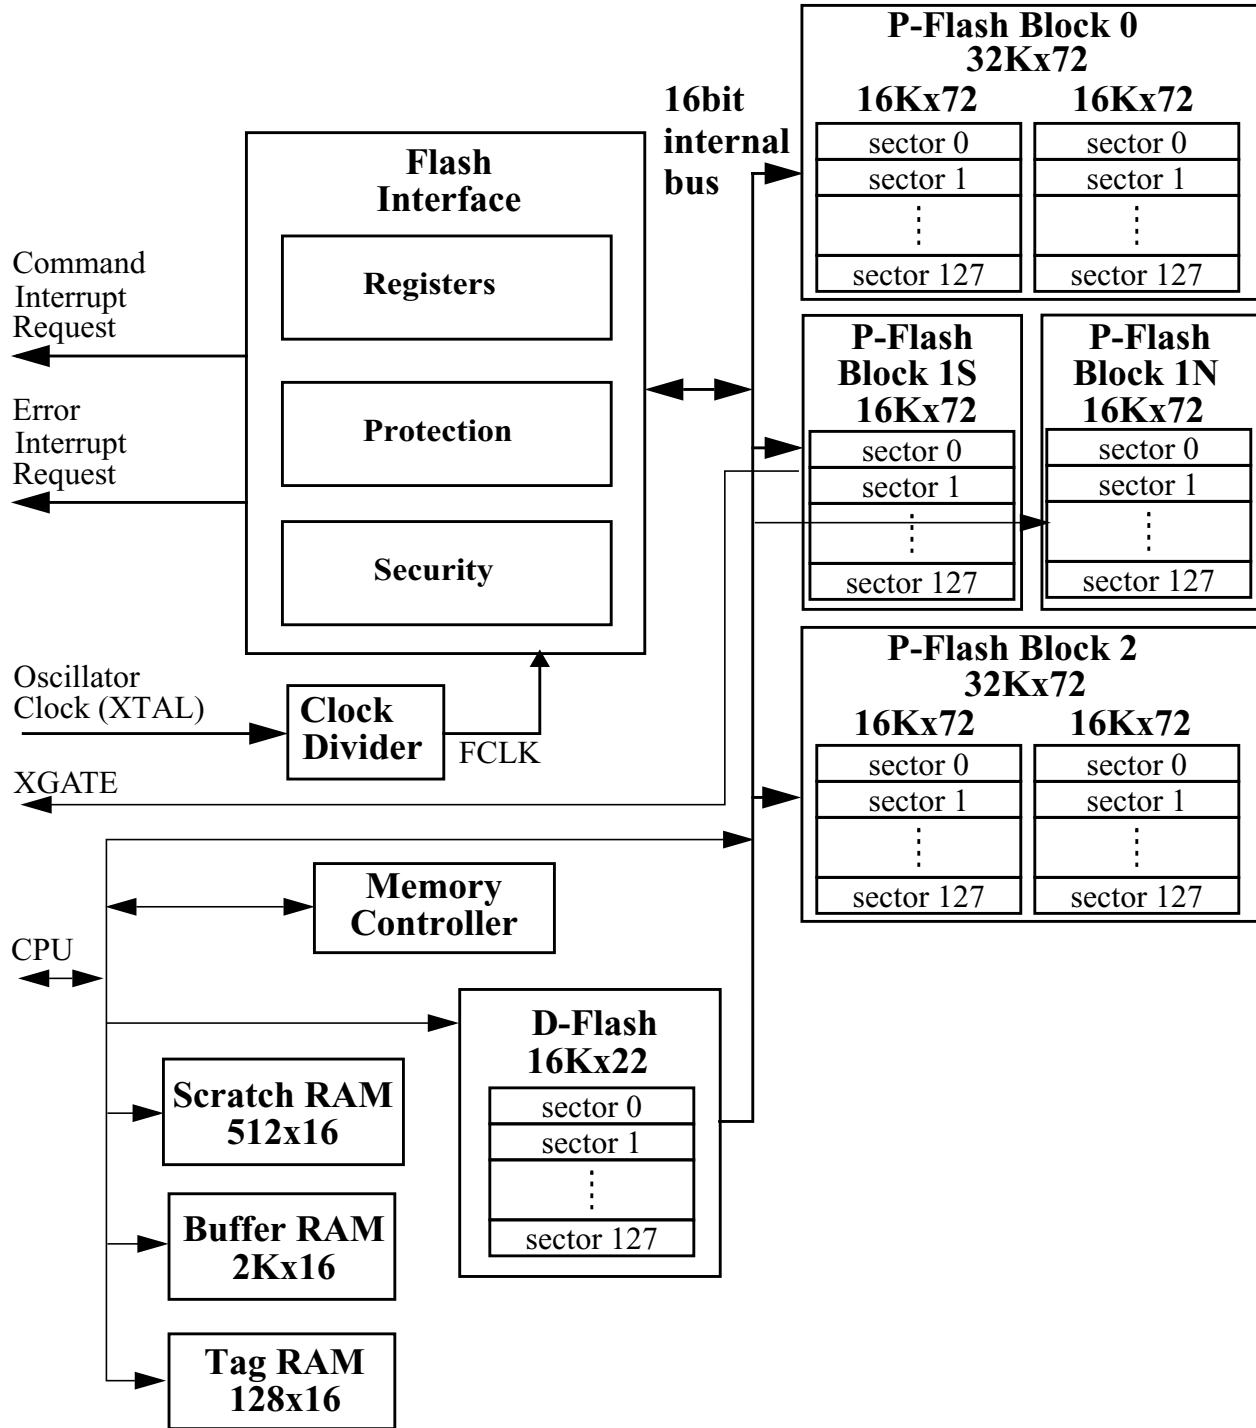 P-Flash Block 0
32Kx72
16Kx72
16Kx72
sector 0
sector 1
sector 127
sector 0
sector 1
sector 127
16bit
internal
bus
Flash
Interface
Registers
Protection
Security
Command
Interrupt
Request
Error
Interrupt
Request
P-Flash
Block 1S
16Kx72
sector 0
sector 1
sector 127
P-Flash
Block 1N
16Kx72
sector 0
sector 1
sector 127
Oscillator
Clock (XTAL)
Clock
Divider
FCLK
XGATE
P-Flash Block 2
32Kx72
16Kx72
16Kx72
sector 0
sector 1
sector 127
sector 0
sector 1
sector 127
Memory
Controller
CPU
D-Flash
16Kx22
sector 0
sector 1
sector 127
Scratch RAM
512x16
Buffer RAM
2Kx16
Tag RAM
128x16